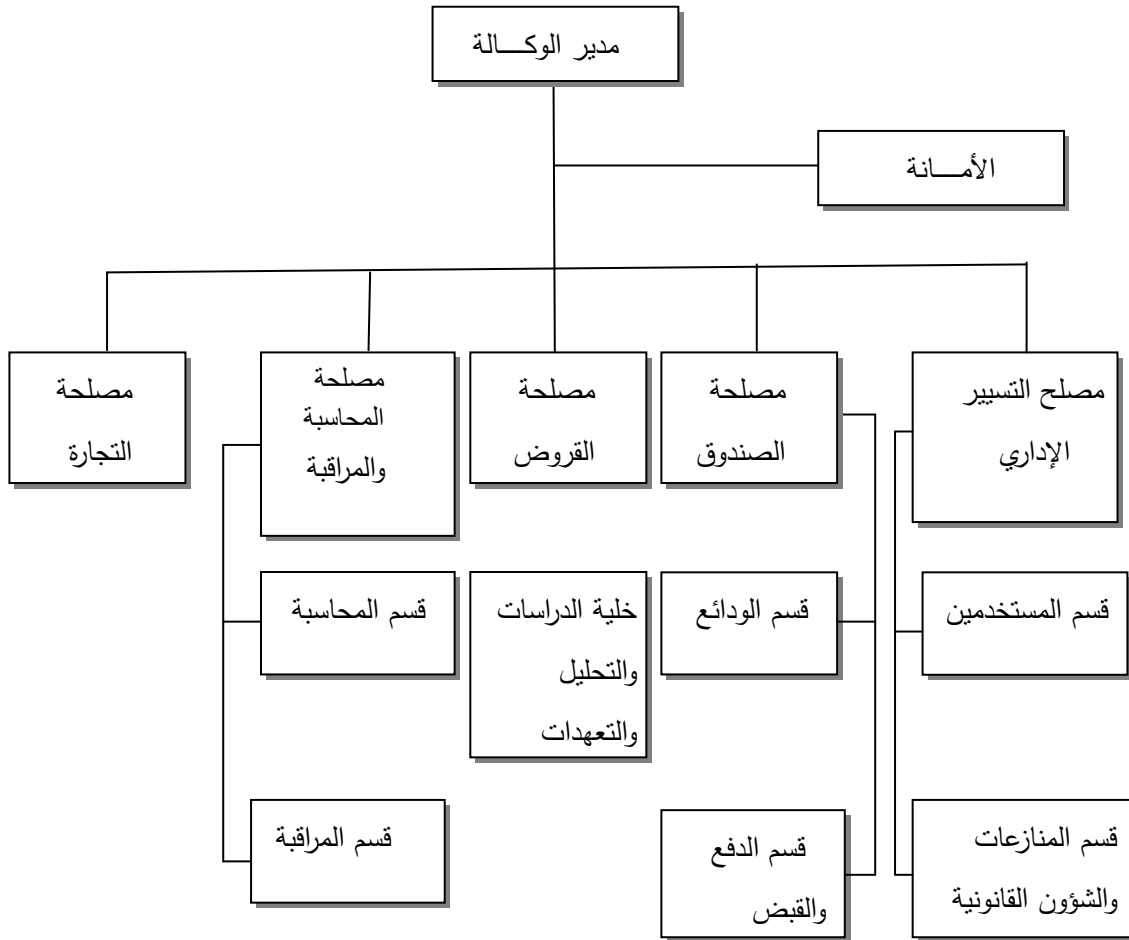 مدير الوكـــالة
الأمـــانة
مصلح التسيير
الإداري
مصلحة
الصندوق
مصلحة
القروض
مصلحة
المحاسبة
والمراقبة
مصلحة
التجارة
قسم المستخدمين
قسم الودائع
خلية الدراسات
والتحليل
والتعهدات
قسم المحاسبة
قسم المنازعات
والشؤون القانونية
قسم الدفع
والقبض
قسم المراقبة